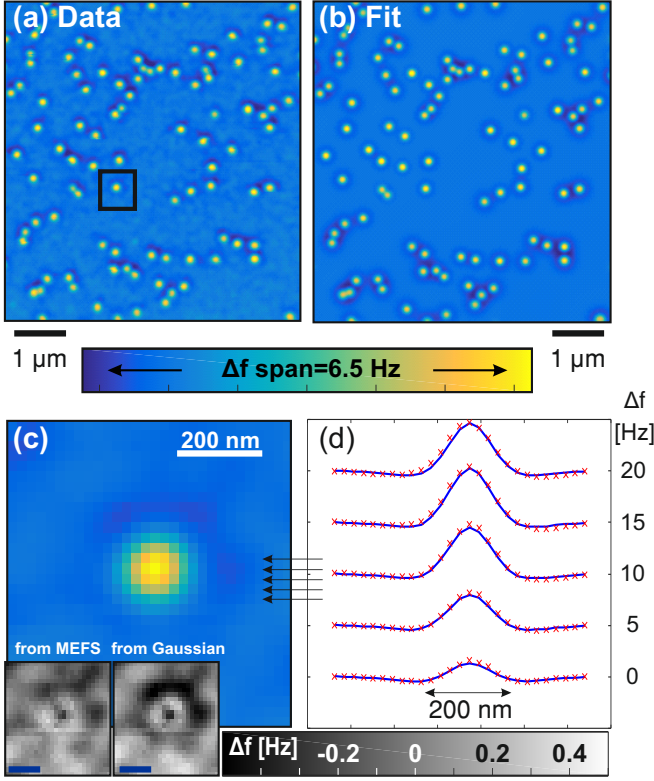 (a) Data
(b) Fit
1 µm
1 µm
Δf span=6.5 Hz
(c)
200 nm
(d)
Δf
[Hz]
20
15
10
5
0
200 nm
from MEFS
from Gaussian
Δf [Hz]
-0.2
0
0.2
0.4